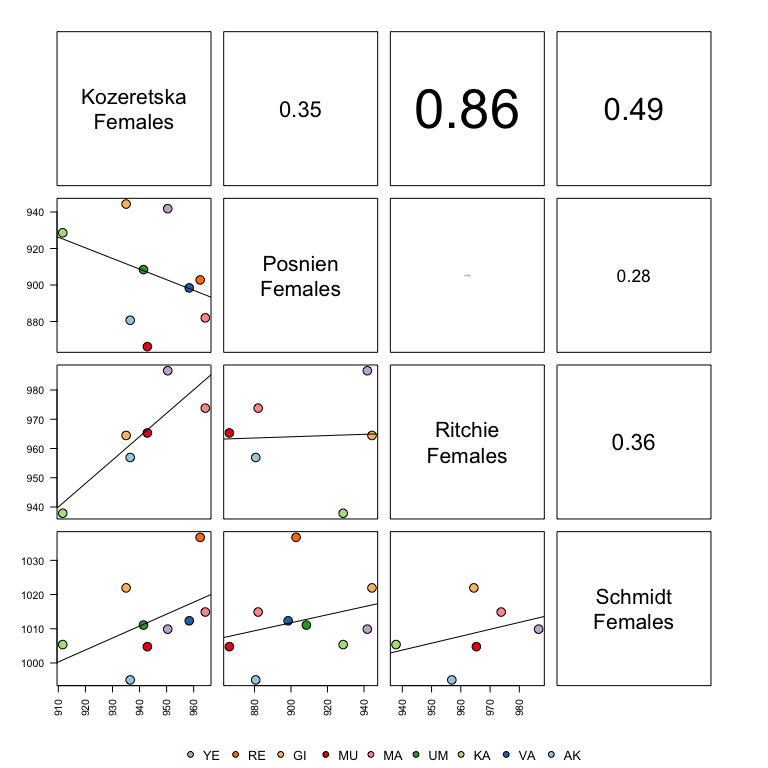 Kozeretska
Females
0.35
0.86
0.49
940
920
900
880
Posnien
Females
0.28
980
970
960
950
940
Ritchie
Females
0.36
1030
1020
1010
1000
Schmidt
Females
910 920 930 940 950 960
880 900 920 940
940 950 960 970 980
YE RE GI MU MA UM KA VA AK